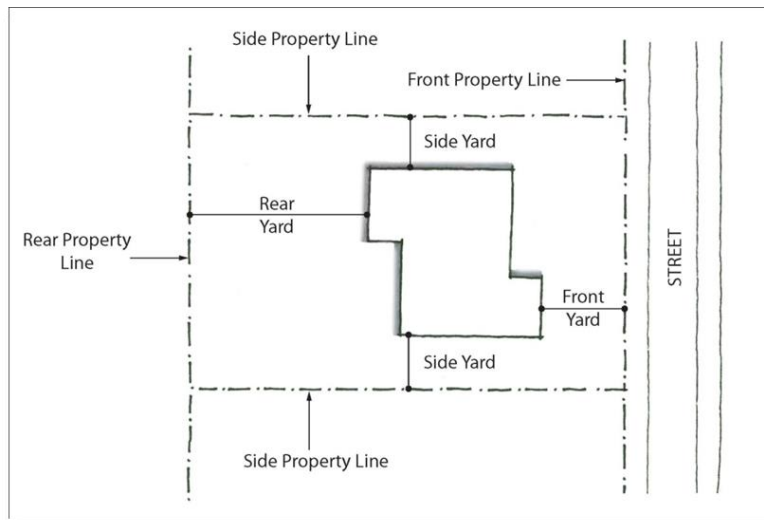 Side Property Line
Front Property Line
Side Yard
Rear
Yard
Rear Property
Line
STREET
Front
Yard
Side Yard
Side Property Line